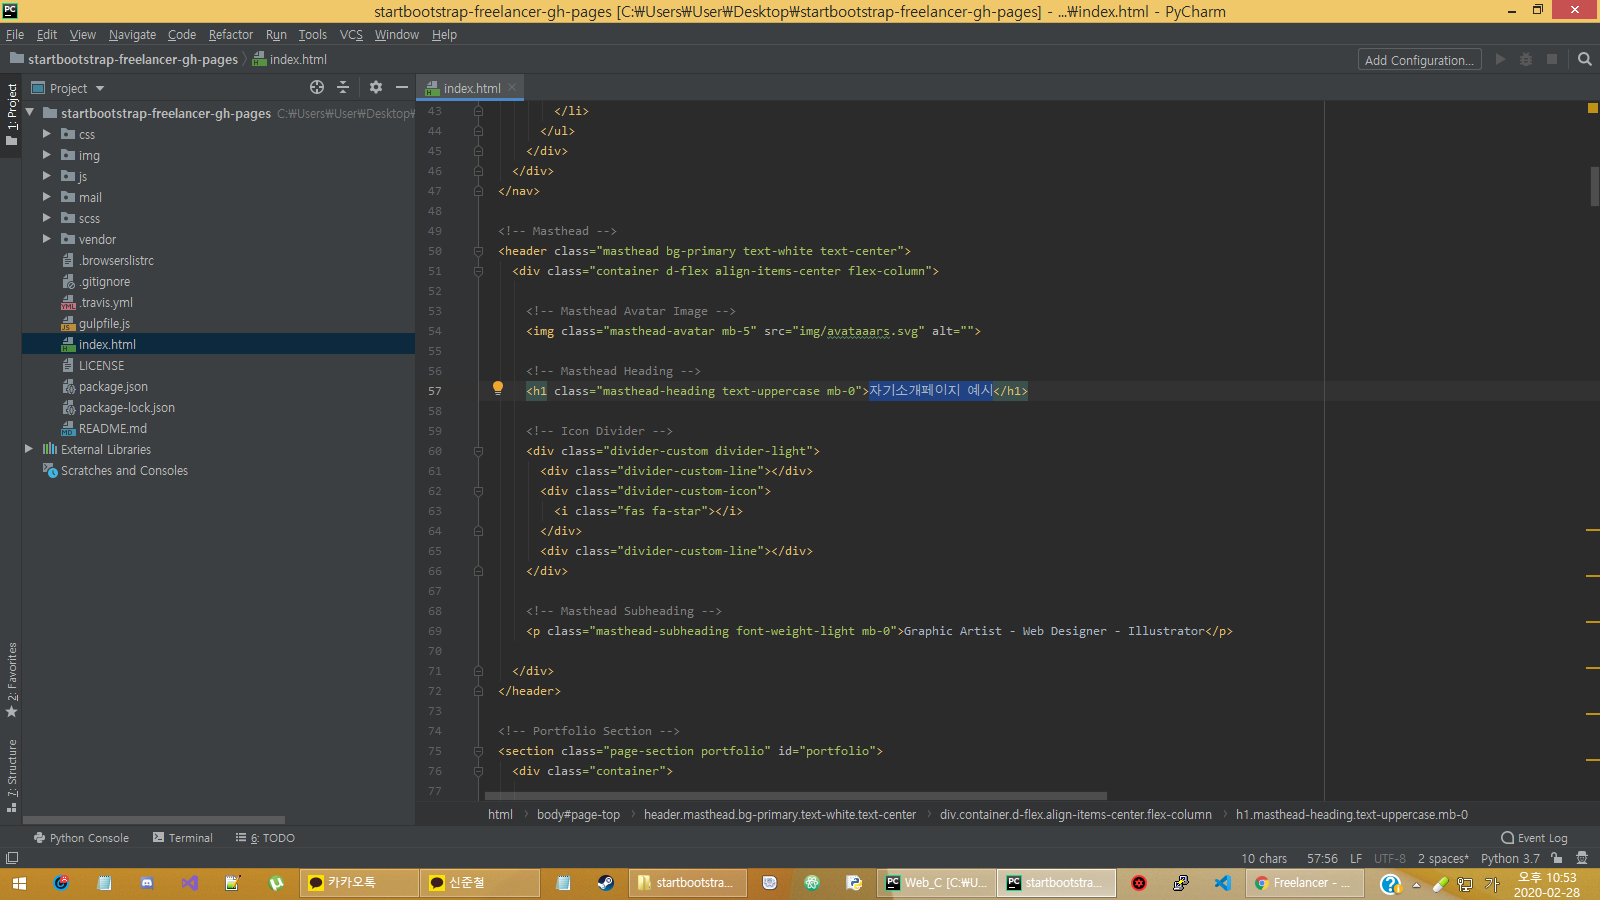 startbootstrap-freelancer-gh-pages [C:₩Users₩User₩Desktop₩startbootstrap-freelancer-gh-pages] - ...₩index.html - PyCharm
File Edit View Navigate Code Refactor Run Tools VCS Window Help
startbootstrap-freelancer-gh-pages index.html Add Configuration...
1: Project
Project
index.html
startbootstrap-freelancer-gh-pages C:₩Users₩User₩Desktop₩
css
img
js
mail
scss
vendor
.browserslistrc
.gitignore
.travis.yml
gulpfile.js
index.html
LICENSE
package.json
package-lock.json
README.md
External Libraries
Scratches and Consoles
2: Favorites
7: Structure
43 </li>
44 </ul>
45 </div>
46 </div>
47 </nav>
48
49 <!-- Masthead -->
50 <header class="masthead bg-primary text-white text-center">
51 <div class="container d-flex align-items-center flex-column">
52
53 <!-- Masthead Avatar Image -->
54 <img class="masthead-avatar mb-5" src="img/avataaars.svg" alt="">
55
56 <!-- Masthead Heading -->
57 <h1 class="masthead-heading text-uppercase mb-0">자기소개페이지 예시</h1>
58
59 <!-- Icon Divider -->
60 <div class="divider-custom divider-light">
61 <div class="divider-custom-line"></div>
62 <div class="divider-custom-icon">
63 <i class="fas fa-star"></i>
64 </div>
65 <div class="divider-custom-line"></div>
66 </div>
67
68 <!-- Masthead Subheading -->
69 <p class="masthead-subheading font-weight-light mb-0">Graphic Artist - Web Designer - Illustrator</p>
70
71 </div>
72 </header>
73
74 <!-- Portfolio Section -->
75 <section class="page-section portfolio" id="portfolio">
76 <div class="container">
77
html body#page-top header.masthead.bg-primary.text-white.text-center div.container.d-flex.align-items-center.flex-column h1.masthead-heading.text-uppercase.mb-0
Python Console Terminal 6: TODO Event Log
10 chars 57:56 LF UTF-8 2 spaces* Python 3.7
카카오톡 신준철 startbootstra... Web_C [C:₩U... startbootstra... Freelancer - ... 가 오후 10:53
2020-02-28